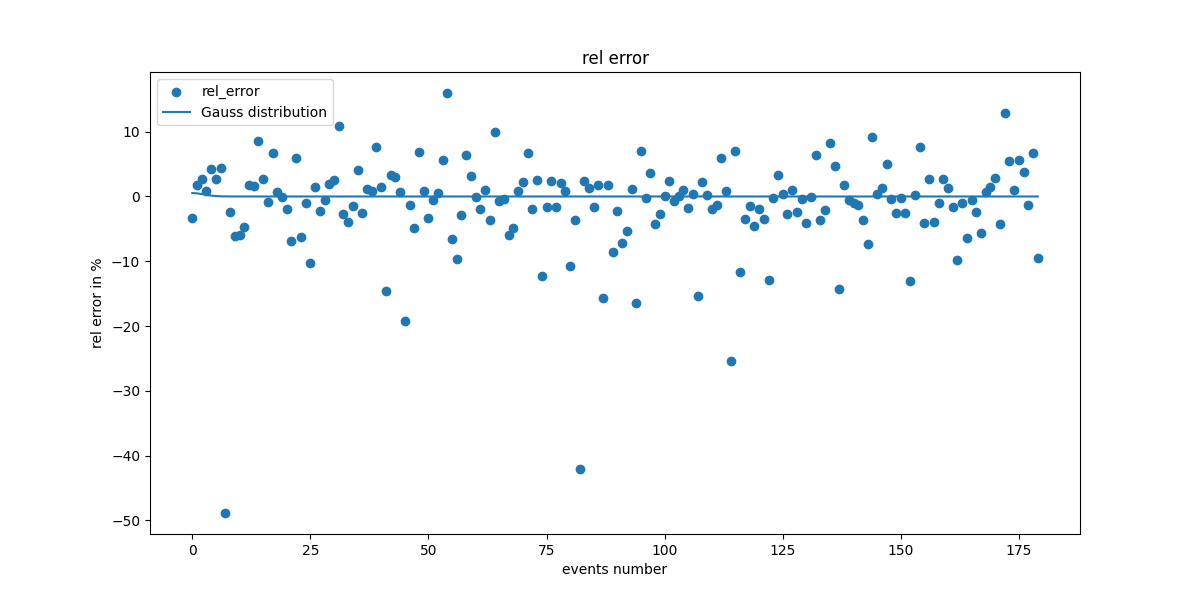 rel error
rel_error
Gauss distribution
rel error in %
10
0
−10
−20
−30
−40
−50
0 25 50 75 100 125 150 175
events number